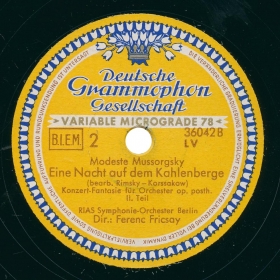 Deutsche
Grammophon
Gesellschaft
VARIABLE MICROGRADE 78
B.I.E.M. 2 36042 B
LV
Modeste Mussorgsky
Eine Nacht auf dem Kahlenberge
(bearb. Rimsky - Korssakow)
Konzert-Fantasie für Orchester op. posth.
II. Teil
RIAS Symphonie-Orchester Berlin
Dir.: Ferenc Fricsay